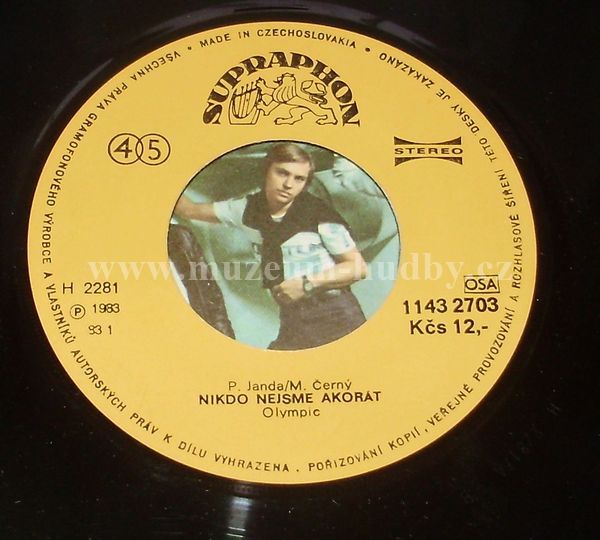 VŠECHNA PRÁVA GRAMOFONOVÉHO VÝROBCE A VLASTNÍKŮ AUTORSKÝCH PRÁV K DÍLU VYHRAZENA. POŘIZOVÁNÍ KOPIÍ, VEŘEJNÉ PROVOZOVÁNÍ A ROZHLASOVÉ ŠÍŘENÍ TÉTO DESKY JE ZAKÁZÁNO • MADE IN CZECHOSLOVAKIA •
SUPRAPHON
45
STEREO
www.muzeum-hudby.cz
H 2281
OSA
Ⓟ 1983
1143 2703
93 1
Kčs 12,-
P. Janda/M. Černý
NIKDO NEJSME AKORÁT
Olympic